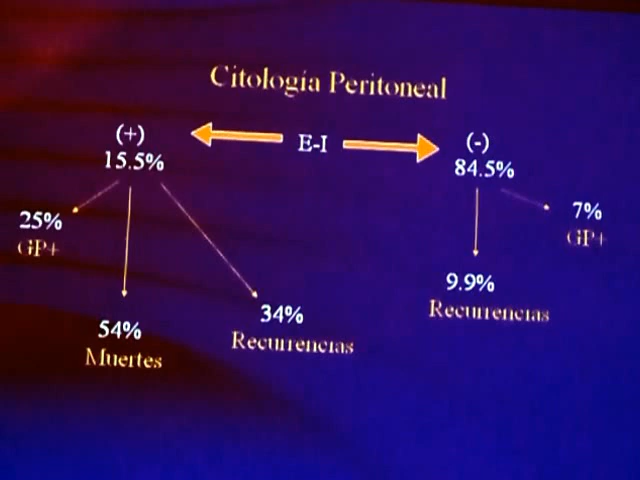 Citología Peritoneal
(+)
15.5%
E-I
(-)
84.5%
25%
GP+
7%
GP+
54%
Muertes
34%
Recurrencias
9.9%
Recurrencias